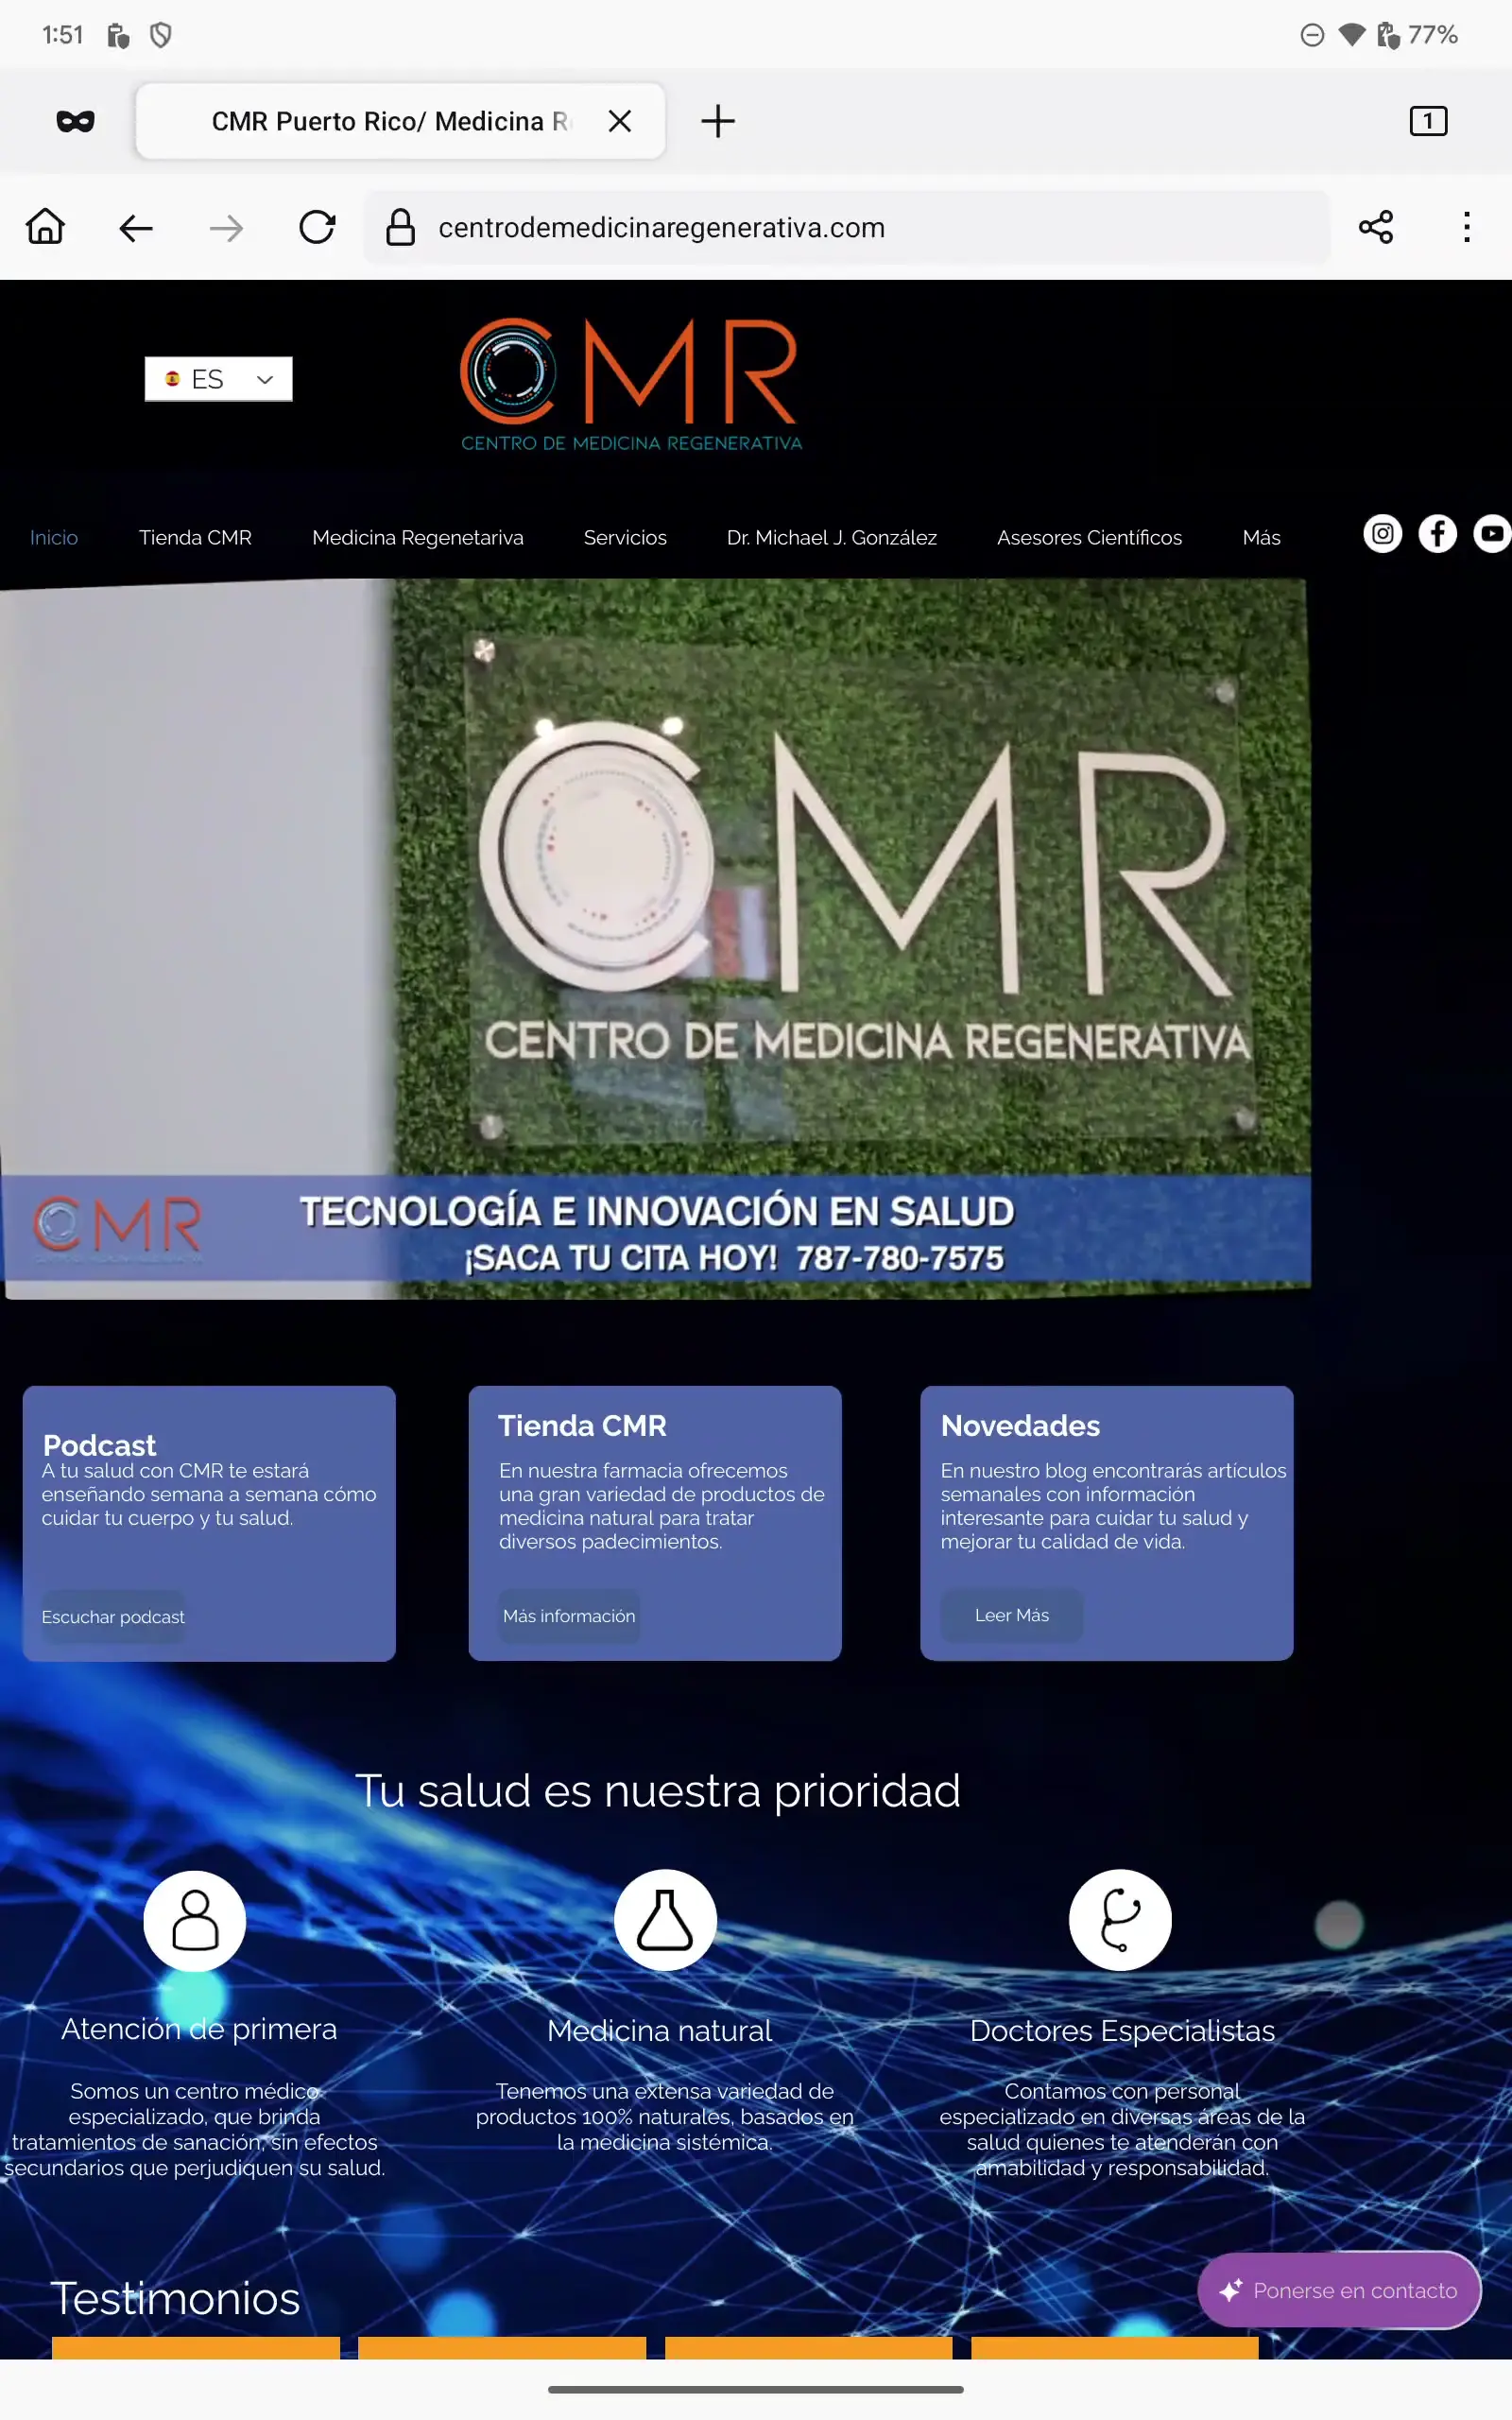 1:51
77%
CMR Puerto Rico/ Medicina R
1
centrodemedicinaregenerativa.com
ES
CMR
CENTRO DE MEDICINA REGENERATIVA
Inicio
Tienda CMR
Medicina Regenetariva
Servicios
Dr. Michael J. González
Asesores Científicos
Más
CMR
CENTRO DE MEDICINA REGENERATIVA
CMR
TECNOLOGÍA E INNOVACIÓN EN SALUD
¡SACA TU CITA HOY! 787-780-7575
Podcast
A tu salud con CMR te estará
enseñando semana a semana cómo
cuidar tu cuerpo y tu salud.
Escuchar podcast
Tienda CMR
En nuestra farmacia ofrecemos
una gran variedad de productos de
medicina natural para tratar
diversos padecimientos.
Más información
Novedades
En nuestro blog encontrarás artículos
semanales con información
interesante para cuidar tu salud y
mejorar tu calidad de vida.
Leer Más
Tu salud es nuestra prioridad
Atención de primera
Somos un centro médico
especializado, que brinda
tratamientos de sanación, sin efectos
secundarios que perjudiquen su salud.
Medicina natural
Tenemos una extensa variedad de
productos 100% naturales, basados en
la medicina sistémica.
Doctores Especialistas
Contamos con personal
especializado en diversas áreas de la
salud quienes te atenderán con
amabilidad y responsabilidad.
Testimonios
Ponerse en contacto